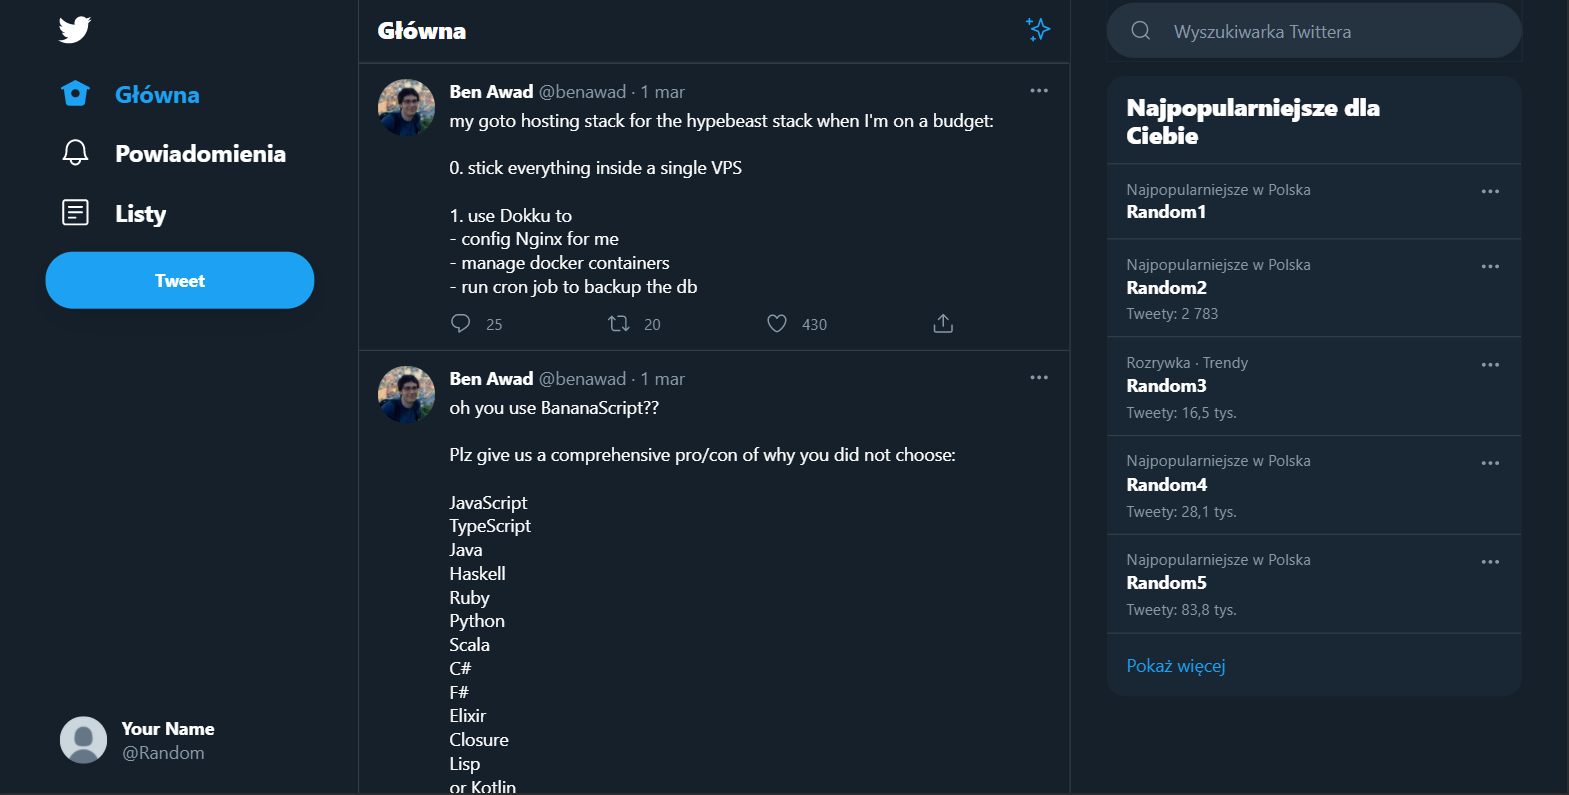 Główna
Powiadomienia
Listy
Tweet
Your Name
@Random
Główna
Ben Awad @benawad · 1 mar
my goto hosting stack for the hypebeast stack when I'm on a budget:
0. stick everything inside a single VPS
1. use Dokku to
- config Nginx for me
- manage docker containers
- run cron job to backup the db
25 20 430
Ben Awad @benawad · 1 mar
oh you use BananaScript??
Plz give us a comprehensive pro/con of why you did not choose:
JavaScript
TypeScript
Java
Haskell
Ruby
Python
Scala
C#
F#
Elixir
Closure
Lisp
or Kotlin
Wyszukiwarka Twittera
Najpopularniejsze dla
Ciebie
Najpopularniejsze w Polska
Random1
Najpopularniejsze w Polska
Random2
Tweety: 2 783
Rozrywka · Trendy
Random3
Tweety: 16,5 tys.
Najpopularniejsze w Polska
Random4
Tweety: 28,1 tys.
Najpopularniejsze w Polska
Random5
Tweety: 83,8 tys.
Pokaż więcej